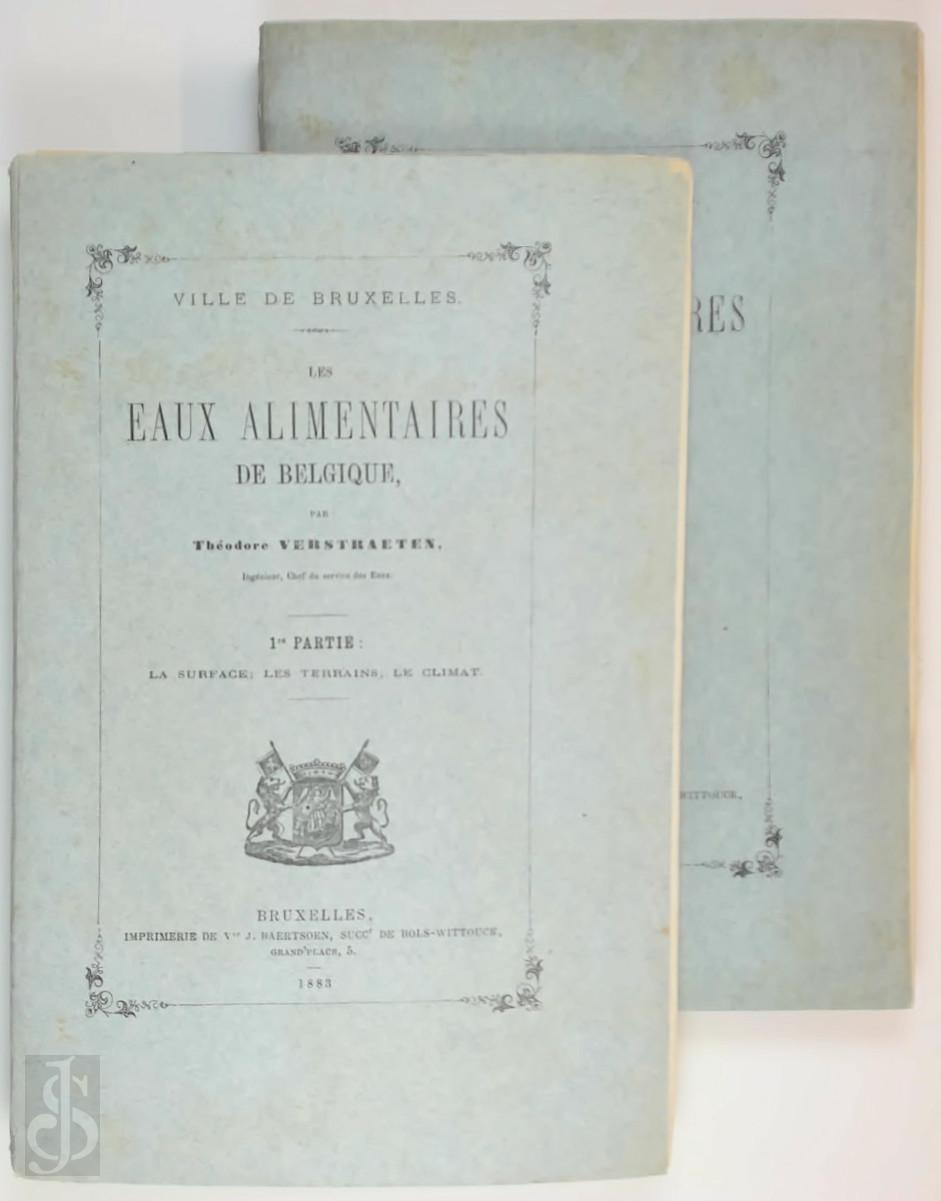 VILLE DE BRUXELLES.
LES
EAUX ALIMENTAIRES
DE BELGIQUE,
PAR
Théodore VERSTRAETEN,
Ingénieur, Chef du service des Eaux.
1re PARTIE :
LA SURFACE; LES TERRAINS; LE CLIMAT.
BRUXELLES,
IMPRIMERIE DE Vve J. BAERTSOEN, SUCCr DE BOLS-WITTOUCK,
GRAND'PLACE, 5.
1883
RES
WITTOUCK,